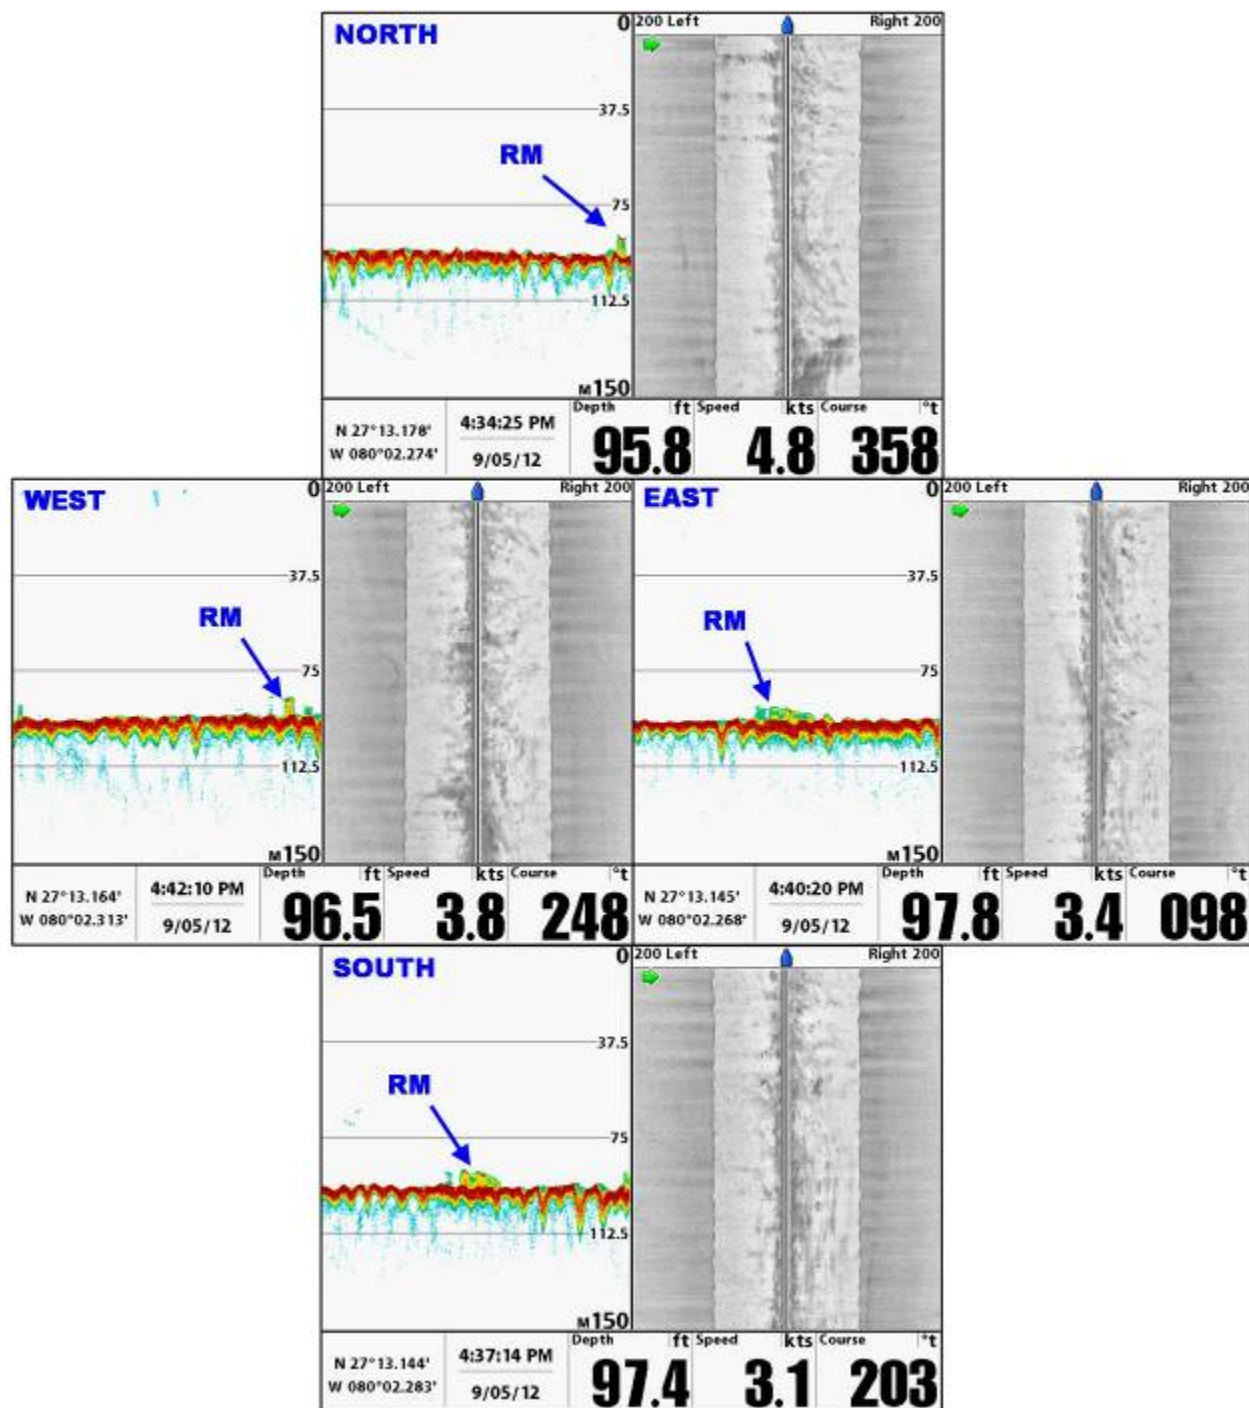 NORTH
0 200 Left Right 200
37.5
RM
75
112.5
M 150
Depth ft Speed kts Course °t
N 27°13.178' 4:34:25 PM
W 080°02.274' 9/05/12
95.8 4.8 358
WEST
0 200 Left Right 200
37.5
RM
75
112.5
M 150
Depth ft Speed kts Course °t
N 27°13.164' 4:42:10 PM
W 080°02.313' 9/05/12
96.5 3.8 248
EAST
0 200 Left Right 200
37.5
RM
75
112.5
M 150
Depth ft Speed kts Course °t
N 27°13.145' 4:40:20 PM
W 080°02.268' 9/05/12
97.8 3.4 098
SOUTH
0 200 Left Right 200
37.5
RM
75
112.5
M 150
Depth ft Speed kts Course °t
N 27°13.144' 4:37:14 PM
W 080°02.283' 9/05/12
97.4 3.1 203